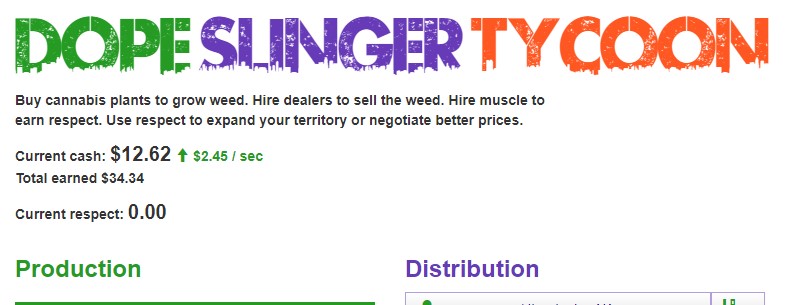 DOPE SLINGER TYCOON
Buy cannabis plants to grow weed. Hire dealers to sell the weed. Hire muscle to
earn respect. Use respect to expand your territory or negotiate better prices.
Current cash: $12.62 $2.45 / sec
Total earned $34.34
Current respect: 0.00
Production
Distribution